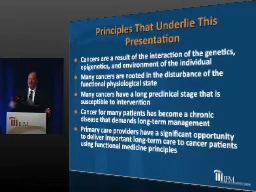 Principles That Underlie This
Presentation
Cancers are a result of the interaction of the genetics,
epigenetics, and environment of the individual
Many cancers are rooted in the disturbance of the
functional physiological state
Many cancers have a long preclinical stage that is
susceptible to intervention
Cancer for many patients has become a chronic
disease that demands long-term management
Primary care providers have a significant opportunity
to deliver important long-term care to cancer patients
using functional medicine principles
IFM
IFM